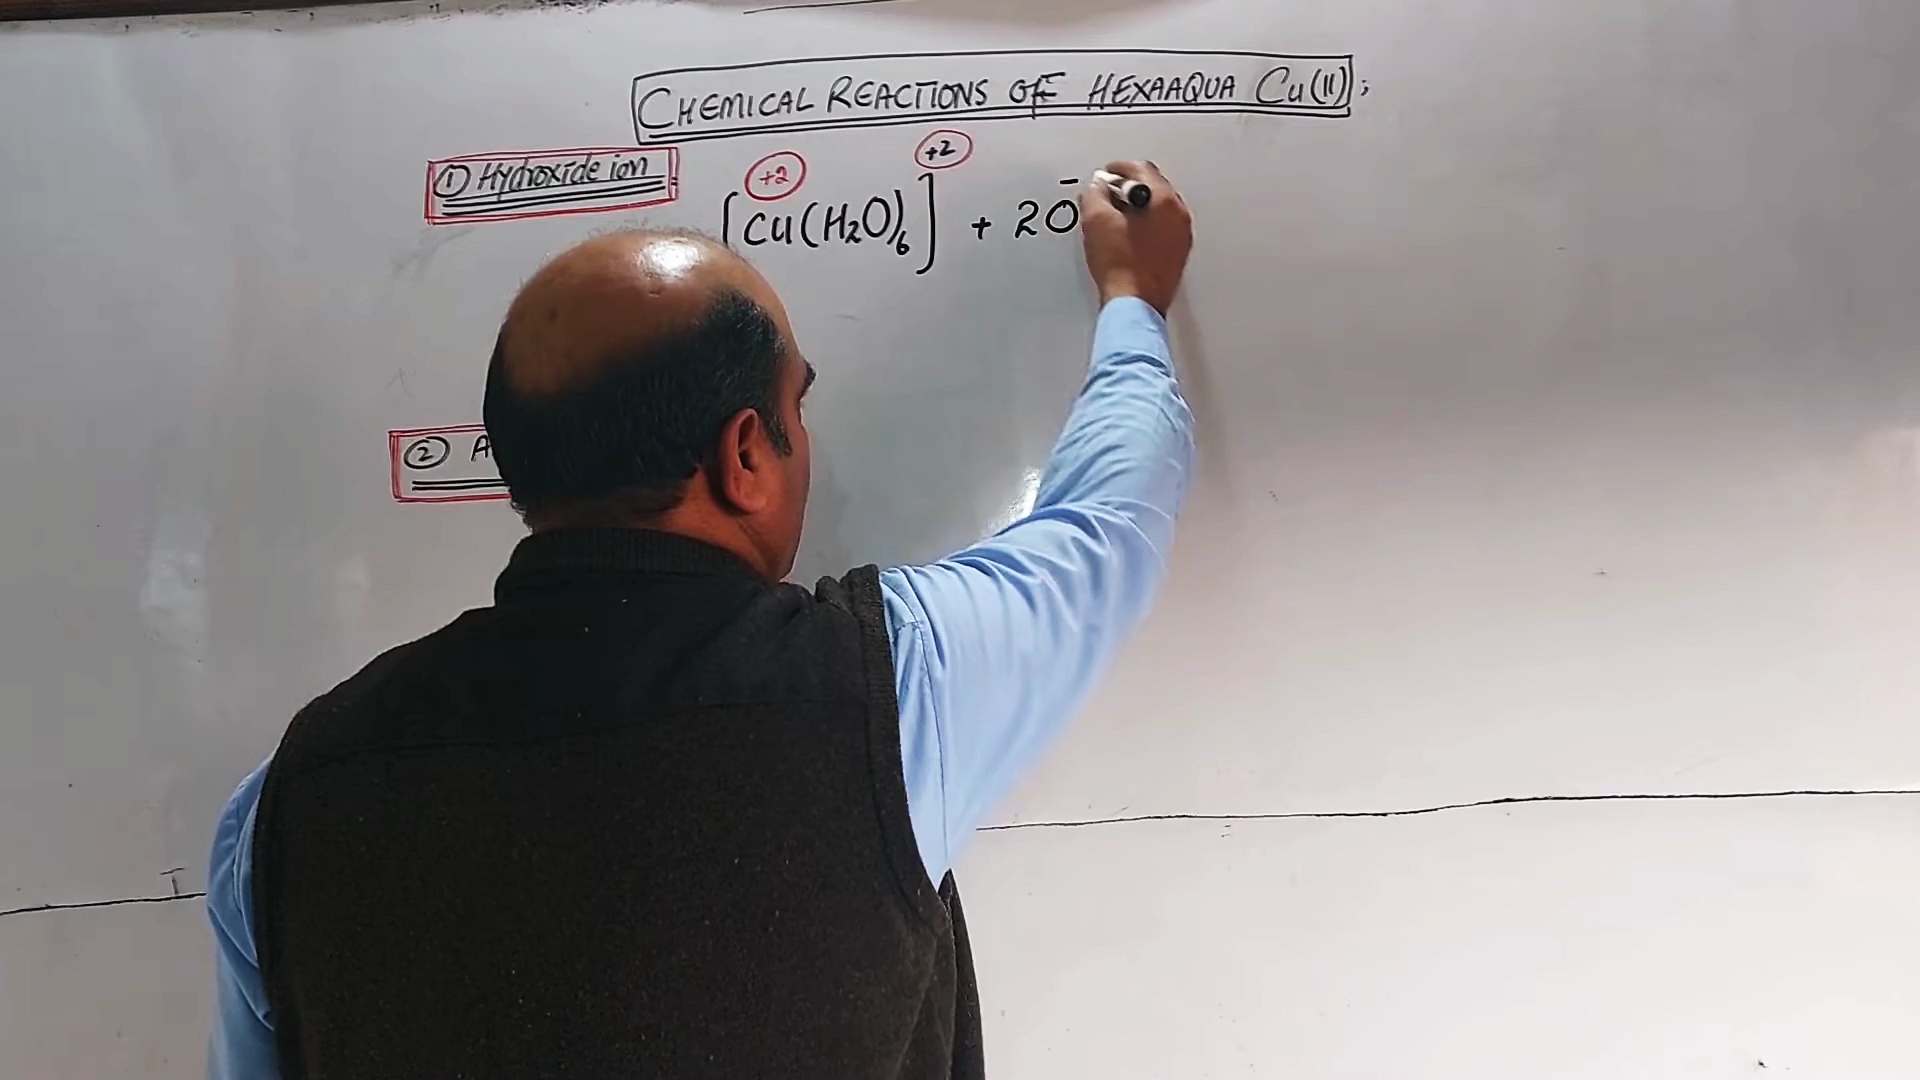 CHEMICAL REACTIONS OF HEXAAQUA Cu(II);
① Hydroxide ion
[Cu(H₂O)₆] + 2O⁻
+2
+2
②